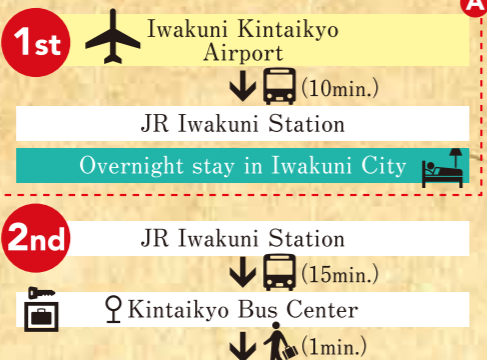 A
1st
Iwakuni Kintaikyo
Airport
(10min.)
JR Iwakuni Station
Overnight stay in Iwakuni City
2nd
JR Iwakuni Station
(15min.)
Kintaikyo Bus Center
(1min.)